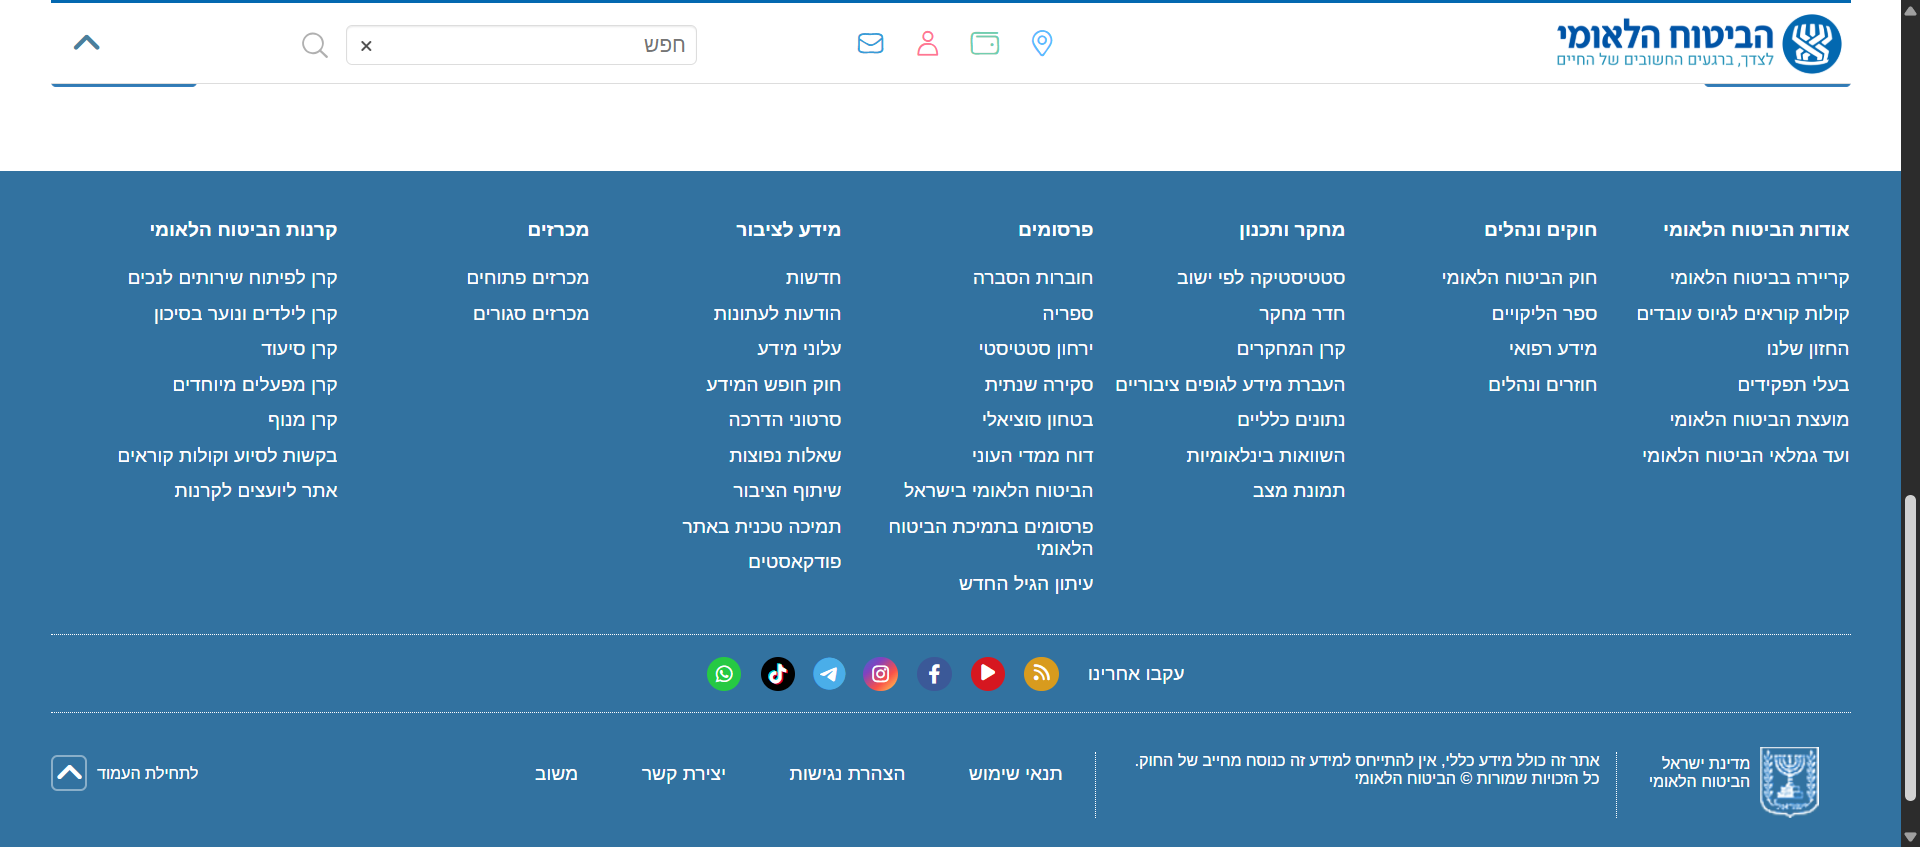 הביטוח הלאומי
לצדך, ברגעים החשובים של החיים
חפש
אודות הביטוח הלאומי
קריירה בביטוח הלאומי
קולות קוראים לגיוס עובדים
החזון שלנו
בעלי תפקידים
מועצת הביטוח הלאומי
ועד גמלאי הביטוח הלאומי
חוקים ונהלים
חוק הביטוח הלאומי
ספר הליקויים
מידע רפואי
חוזרים ונהלים
מחקר ותכנון
סטטיסטיקה לפי ישוב
חדר מחקר
קרן המחקרים
העברת מידע לגופים ציבוריים
נתונים כלליים
השוואות בינלאומיות
תמונת מצב
פרסומים
חוברות הסברה
ספריה
ירחון סטטיסטי
סקירה שנתית
בטחון סוציאלי
דוח ממדי העוני
הביטוח הלאומי בישראל
פרסומים בתמיכת הביטוח
הלאומי
עיתון הגיל החדש
מידע לציבור
חדשות
הודעות לעתונות
עלוני מידע
חוק חופש המידע
סרטוני הדרכה
שאלות נפוצות
שיתוף הציבור
תמיכה טכנית באתר
פודקאסטים
מכרזים
מכרזים פתוחים
מכרזים סגורים
קרנות הביטוח הלאומי
קרן לפיתוח שירותים לנכים
קרן לילדים ונוער בסיכון
קרן סיעוד
קרן מפעלים מיוחדים
קרן מנוף
בקשות לסיוע וקולות קוראים
אתר ליועצים לקרנות
עקבו אחרינו
מדינת ישראל
הביטוח הלאומי
אתר זה כולל מידע כללי, אין להתייחס למידע זה כנוסח מחייב של החוק.
כל הזכויות שמורות © הביטוח הלאומי
תנאי שימוש
הצהרת נגישות
יצירת קשר
משוב
לתחילת העמוד